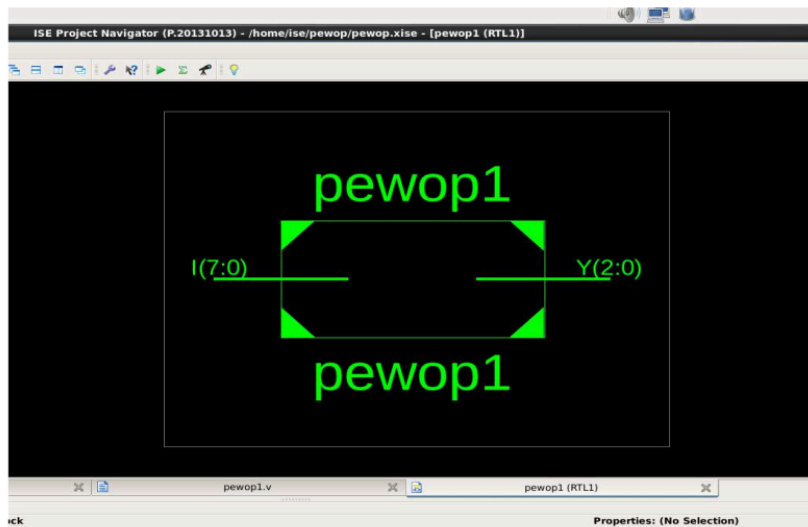 ISE Project Navigator (P.20131013) - /home/ise/pewop/pewop.xise - [pewop1 (RTL1)]
pewop1
I(7:0) Y(2:0)
pewop1
pewop1.v pewop1 (RTL1)
Properties: (No Selection)